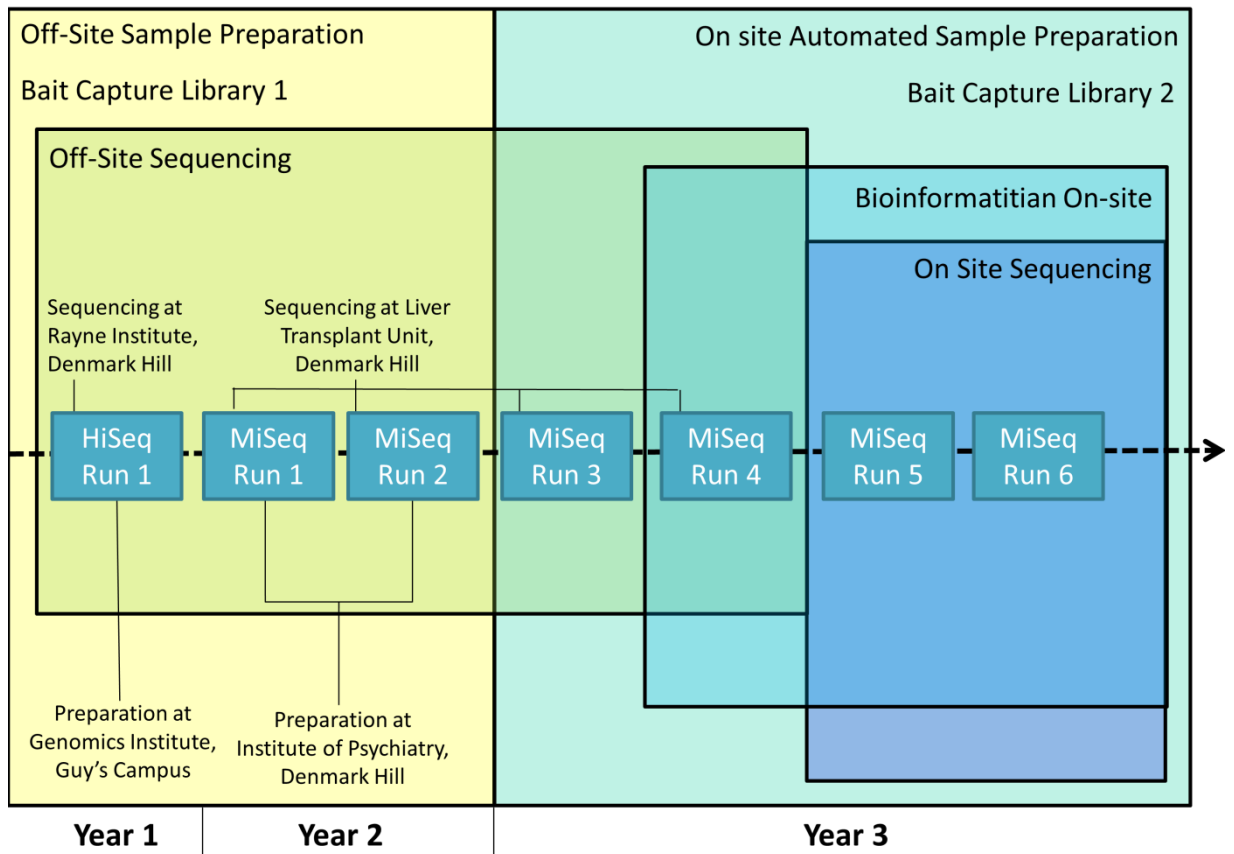 Off-Site Sample Preparation
Bait Capture Library 1
On site Automated Sample Preparation
Bait Capture Library 2
Off-Site Sequencing
Bioinformatitian On-site
On Site Sequencing
Sequencing at
Rayne Institute,
Denmark Hill
Sequencing at Liver
Transplant Unit,
Denmark Hill
HiSeq
Run 1
MiSeq
Run 1
MiSeq
Run 2
MiSeq
Run 3
MiSeq
Run 4
MiSeq
Run 5
MiSeq
Run 6
Preparation at
Genomics Institute,
Guy’s Campus
Preparation at
Institute of Psychiatry,
Denmark Hill
Year 1
Year 2
Year 3